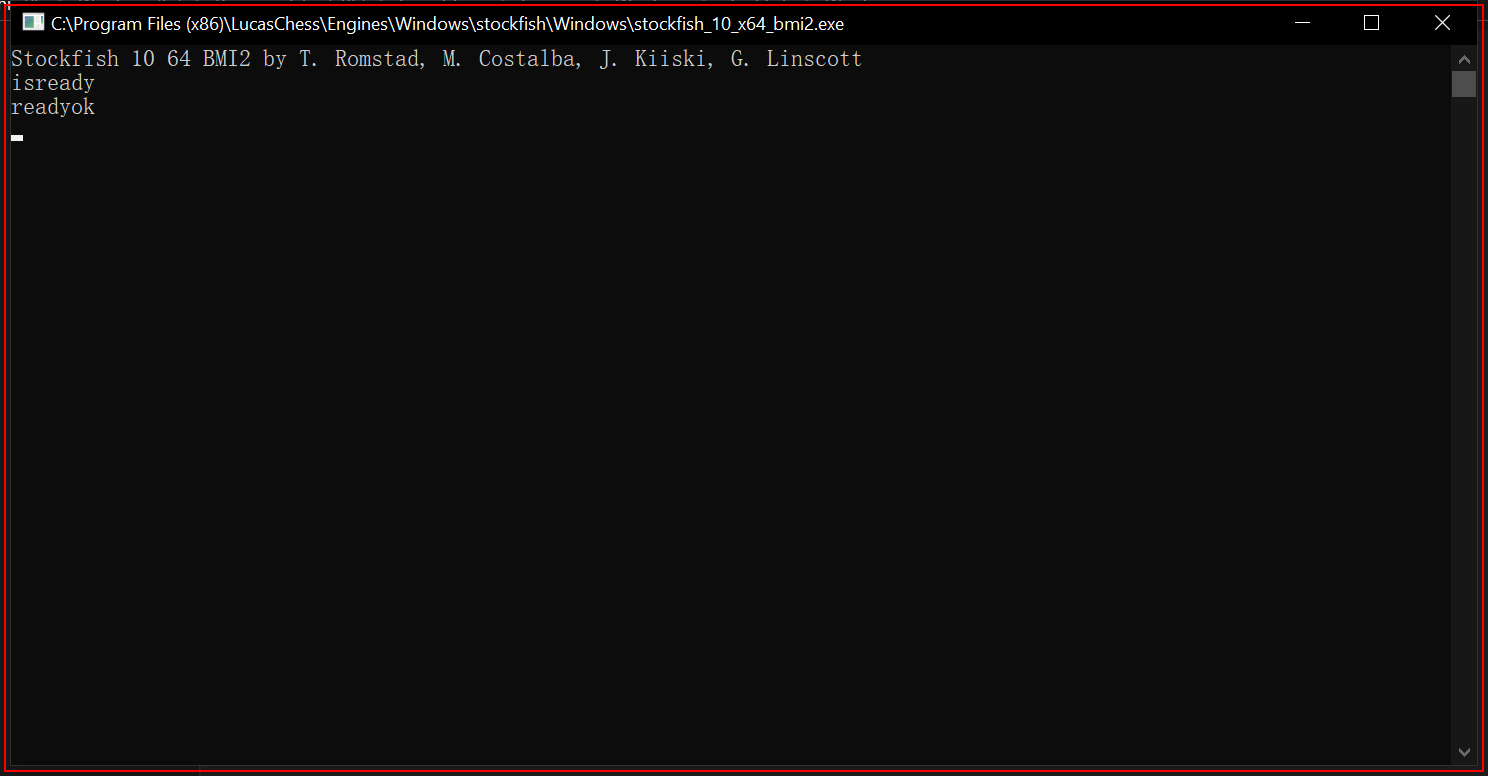 C:\Program Files (x86)\LucasChess\Engines\Windows\stockfish\Windows\stockfish_10_x64_bmi2.exe
Stockfish 10 64 BMI2 by T. Romstad, M. Costalba, J. Kiiski, G. Linscott
isready
readyok